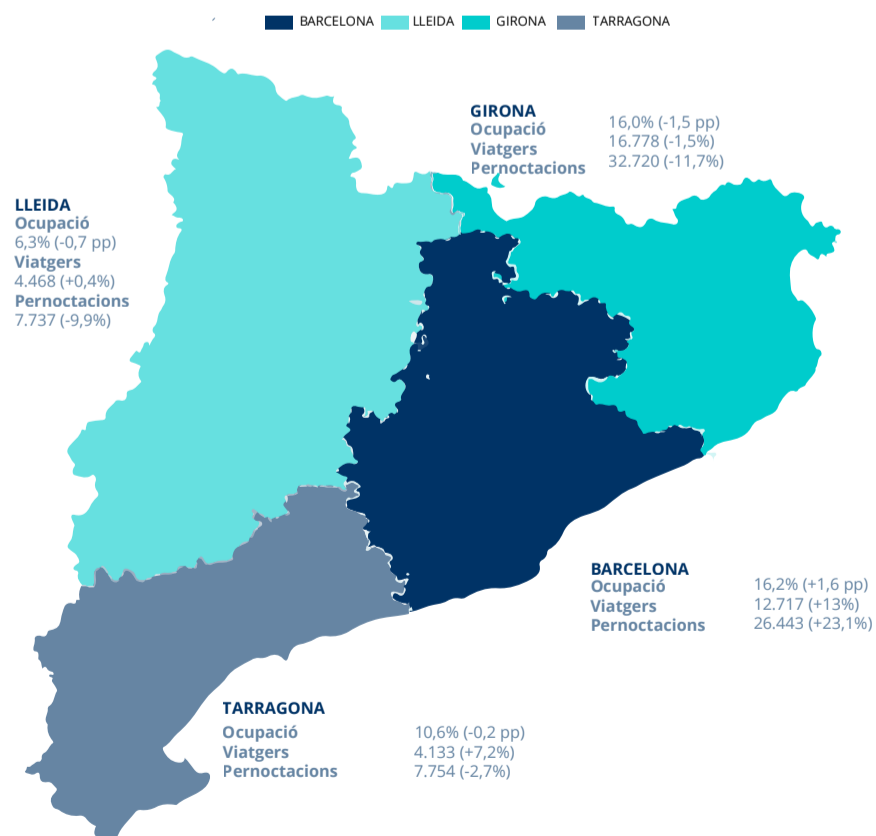 BARCELONA LLEIDA GIRONA TARRAGONA
GIRONA
Ocupació 16,0% (-1,5 pp)
Viatgers 16.778 (-1,5%)
Pernoctacions 32.720 (-11,7%)
LLEIDA
Ocupació
6,3% (-0,7 pp)
Viatgers
4.468 (+0,4%)
Pernoctacions
7.737 (-9,9%)
BARCELONA
Ocupació 16,2% (+1,6 pp)
Viatgers 12.717 (+13%)
Pernoctacions 26.443 (+23,1%)
TARRAGONA
Ocupació 10,6% (-0,2 pp)
Viatgers 4.133 (+7,2%)
Pernoctacions 7.754 (-2,7%)